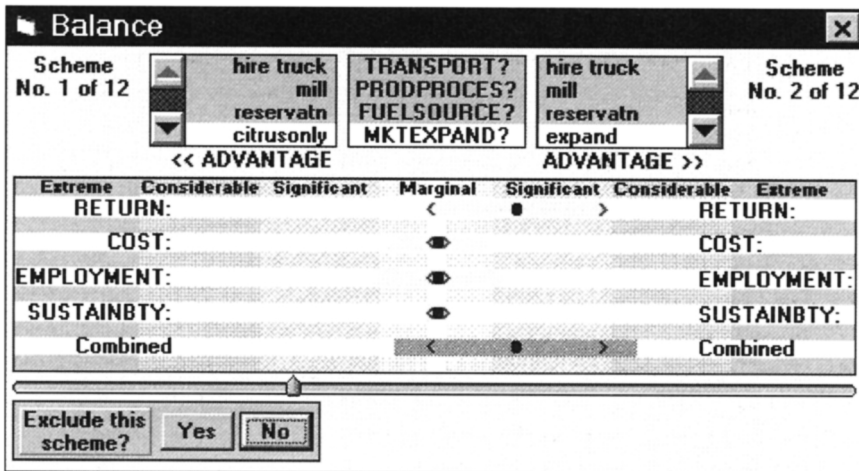 Balance
Scheme
No. 1 of 12
hire truck
mill
reservatn
citrusonly
<< ADVANTAGE
TRANSPORT?
PRODPROCES?
FUELSOURCE?
MKTEXPAND?
hire truck
mill
reservatn
expand
ADVANTAGE >>
Scheme
No. 2 of 12
Extreme Considerable Significant Marginal Significant Considerable Extreme
RETURN: RETURN:
COST: COST:
EMPLOYMENT: EMPLOYMENT:
SUSTAINBTY: SUSTAINBTY:
Combined Combined
Exclude this
scheme?
Yes
No